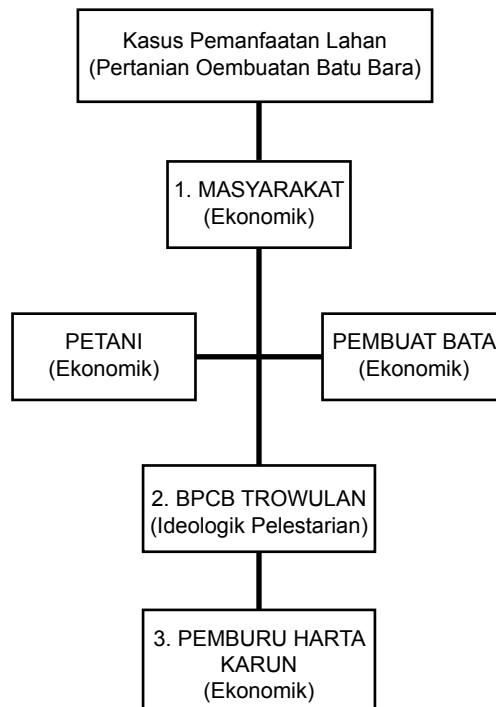 Kasus Pemanfaatan Lahan
(Pertanian Oembuatan Batu Bara)
1. MASYARAKAT
(Ekonomik)
PETANI
(Ekonomik)
PEMBUAT BATA
(Ekonomik)
2. BPCB TROWULAN
(Ideologik Pelestarian)
3. PEMBURU HARTA
KARUN
(Ekonomik)